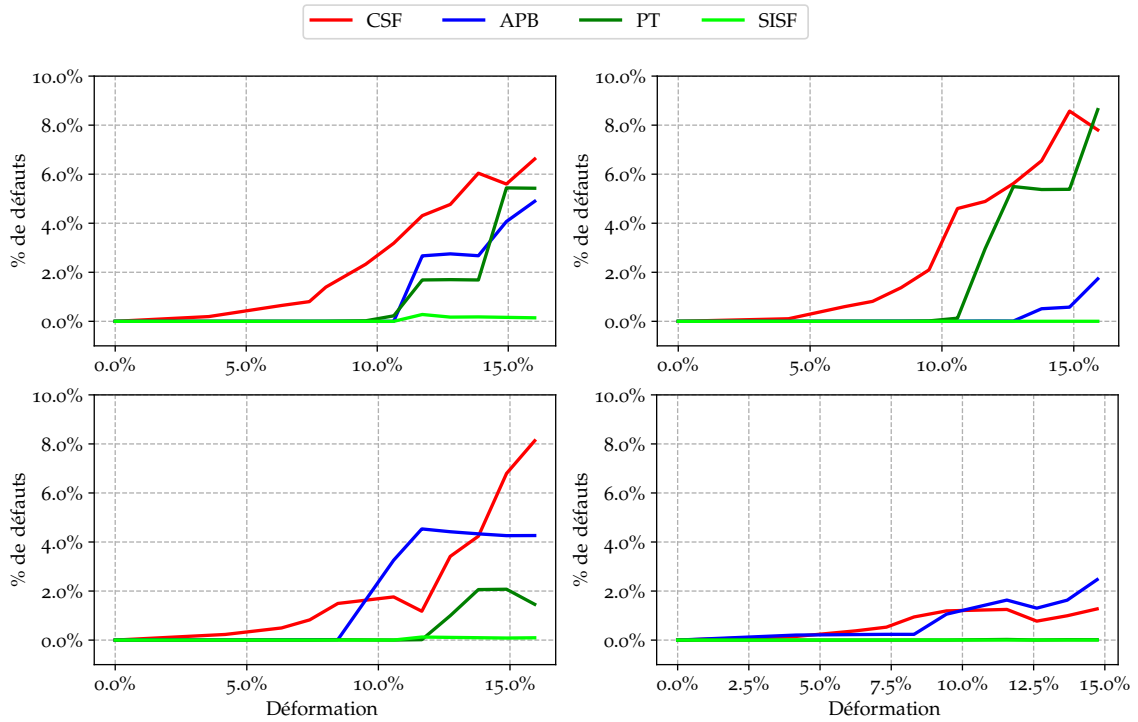 CSF APB PT SISF
10.0% 10.0%
8.0% 8.0%
6.0% 6.0%
4.0% 4.0%
2.0% 2.0%
0.0% 0.0%
% de défauts % de défauts
0.0% 5.0% 10.0% 15.0% 0.0% 5.0% 10.0% 15.0%
10.0% 10.0%
8.0% 8.0%
6.0% 6.0%
4.0% 4.0%
2.0% 2.0%
0.0% 0.0%
% de défauts % de défauts
0.0% 5.0% 10.0% 15.0% 0.0% 2.5% 5.0% 7.5% 10.0% 12.5% 15.0%
Déformation Déformation